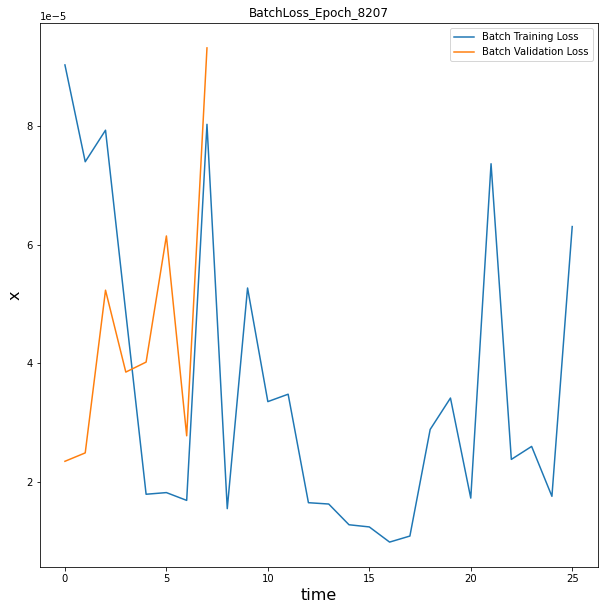 BatchLoss_Epoch_8207
1e−5
Batch Training Loss
Batch Validation Loss
8
6
4
2
x
0
5
10
15
20
25
time